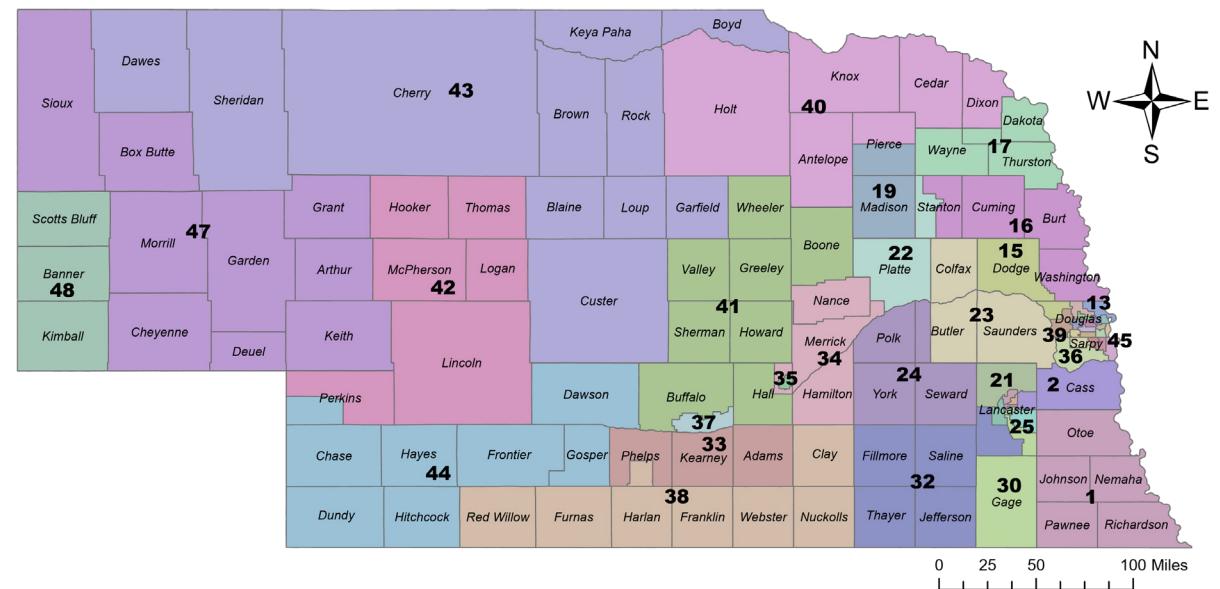 Keya Paha
Boyd
Dawes
Sioux
Sheridan
Cherry
43
Brown
Rock
Holt
Knox
40
Cedar
Dixon
Dakota
N
W
E
S
Box Butte
Antelope
Pierce
Wayne
17
Thurston
Scotts Bluff
Morrill
47
Garden
Grant
Hooker
Thomas
Blaine
Loup
Garfield
Wheeler
19
Madison
Stanton
Cuming
16
Burt
Banner
48
Arthur
McPherson
42
Logan
Custer
Valley
Greeley
Boone
22
Platte
Colfax
15
Dodge
Washington
Kimball
Cheyenne
Deuel
Keith
Lincoln
41
Sherman
Howard
Nance
Merrick
34
Polk
Butler
23
Saunders
13
Douglas
39
Sarpy
45
36
Perkins
Dawson
Buffalo
37
Hall
35
Hamilton
24
York
Seward
21
Lancaster
25
2
Cass
Otoe
Chase
Hayes
44
Frontier
Gosper
Phelps
33
Kearney
Adams
Clay
Fillmore
Saline
32
30
Gage
Johnson
Nemaha
1
Dundy
Hitchcock
Red Willow
Furnas
38
Harlan
Franklin
Webster
Nuckolls
Thayer
Jefferson
Pawnee
Richardson
0 25 50 100 Miles